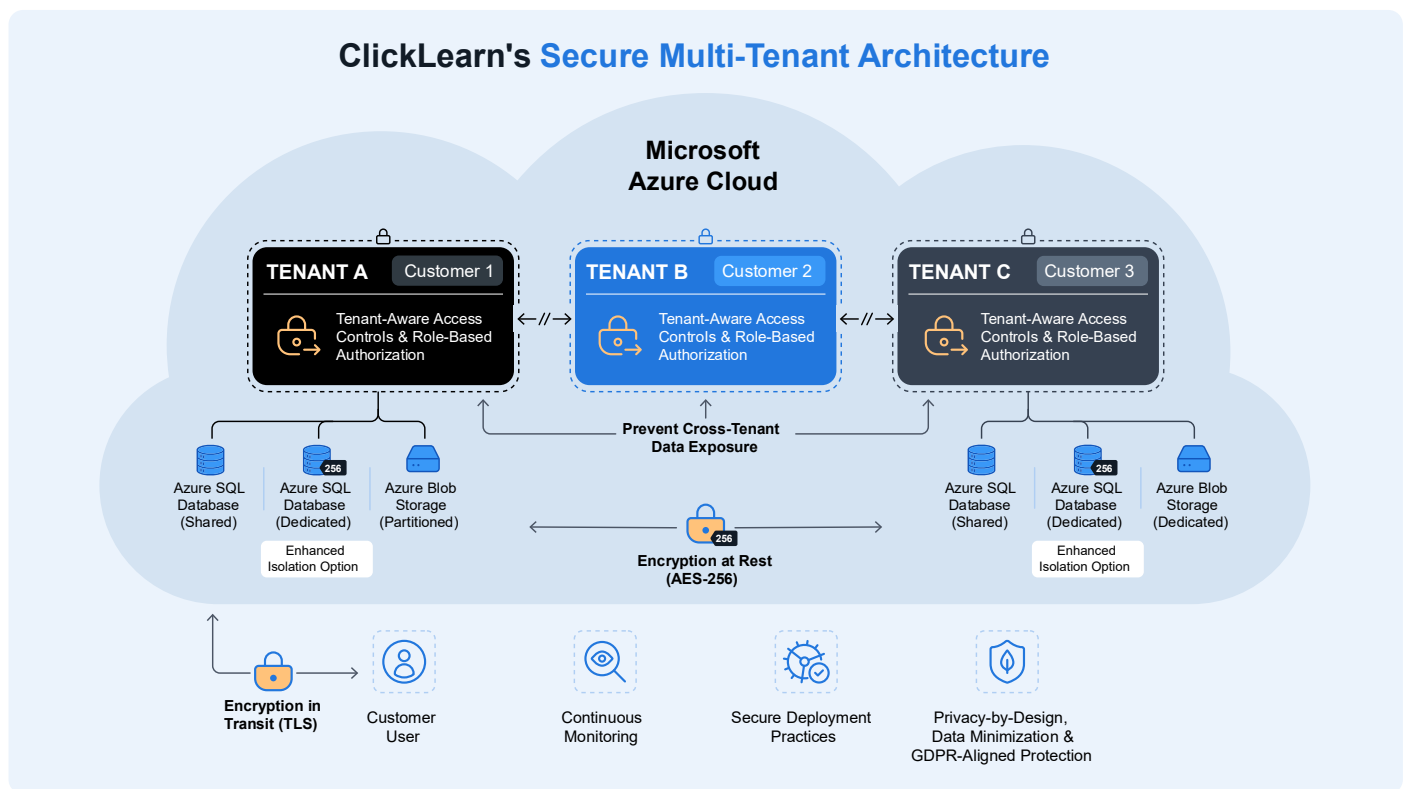 ClickLearn's Secure Multi-Tenant Architecture
Microsoft
Azure Cloud
TENANT A
Customer 1
Tenant-Aware Access
Controls & Role-Based
Authorization
TENANT B
Customer 2
Tenant-Aware Access
Controls & Role-Based
Authorization
TENANT C
Customer 3
Tenant-Aware Access
Controls & Role-Based
Authorization
Prevent Cross-Tenant
Data Exposure
Azure SQL
Database
(Shared)
256
Azure SQL
Database
(Dedicated)
Enhanced
Isolation Option
Azure Blob
Storage
(Partitioned)
256
Encryption at Rest
(AES-256)
Azure SQL
Database
(Shared)
256
Azure SQL
Database
(Dedicated)
Enhanced
Isolation Option
Azure Blob
Storage
(Dedicated)
Encryption in
Transit (TLS)
Customer
User
Continuous
Monitoring
Secure Deployment
Practices
Privacy-by-Design,
Data Minimization &
GDPR-Aligned Protection